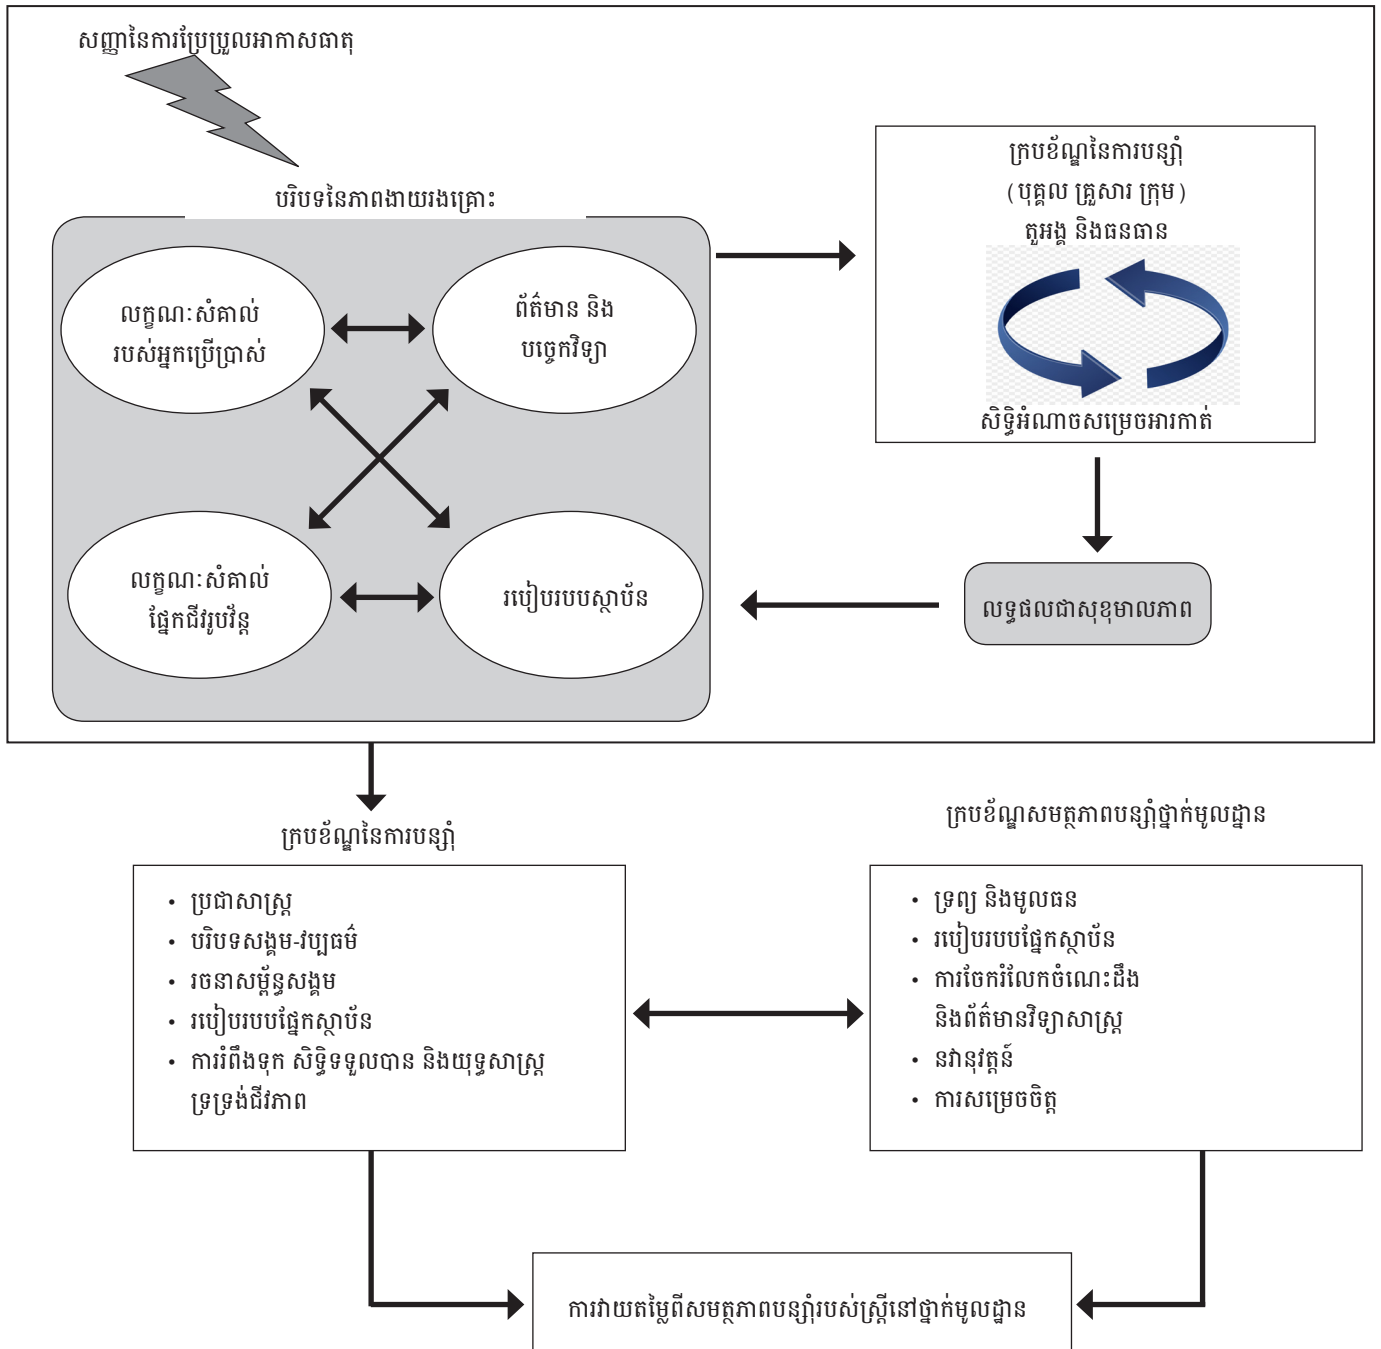 សញ្ញានៃការប្រែប្រួលអាកាសធាតុ
បរិបទនៃភាពងាយរងគ្រោះ
លក្ខណៈសំគាល់
របស់អ្នកប្រើប្រាស់
ព័ត៌មាន និង
បច្ចេកវិទ្យា
លក្ខណៈសំគាល់
ផ្នែកជីវរូបវ័ន្ត
របៀបរបបស្ថាប័ន
ក្របខ័ណ្ឌនៃការបន្សាំ
(បុគ្គល គ្រួសារ ក្រុម)
តួអង្គ និងធនធាន
សិទ្ធិអំណាចសម្រេចអារកាត់
លទ្ធផលជាសុខុមាលភាព
ក្របខ័ណ្ឌនៃការបន្សាំ
• ប្រជាសាស្ត្រ
• បរិបទសង្គម-វប្បធម៌
• រចនាសម្ព័ន្ធសង្គម
• របៀបរបបផ្នែកស្ថាប័ន
• ការរំពឹងទុក សិទ្ធិទទួលបាន និងយុទ្ធសាស្ត្រ
ទ្រទ្រង់ជីវភាព
ក្របខ័ណ្ឌសមត្ថភាពបន្សាំថ្នាក់មូលដ្ឋាន
• ទ្រព្យ និងមូលធន
• របៀបរបបផ្នែកស្ថាប័ន
• ការចែករំលែកចំណេះដឹង
និងព័ត៌មានវិទ្យាសាស្ត្រ
• នវានុវត្តន៍
• ការសម្រេចចិត្ត
ការវាយតម្លៃពីសមត្ថភាពបន្សាំរបស់ស្ត្រីនៅថ្នាក់មូលដ្ឋាន